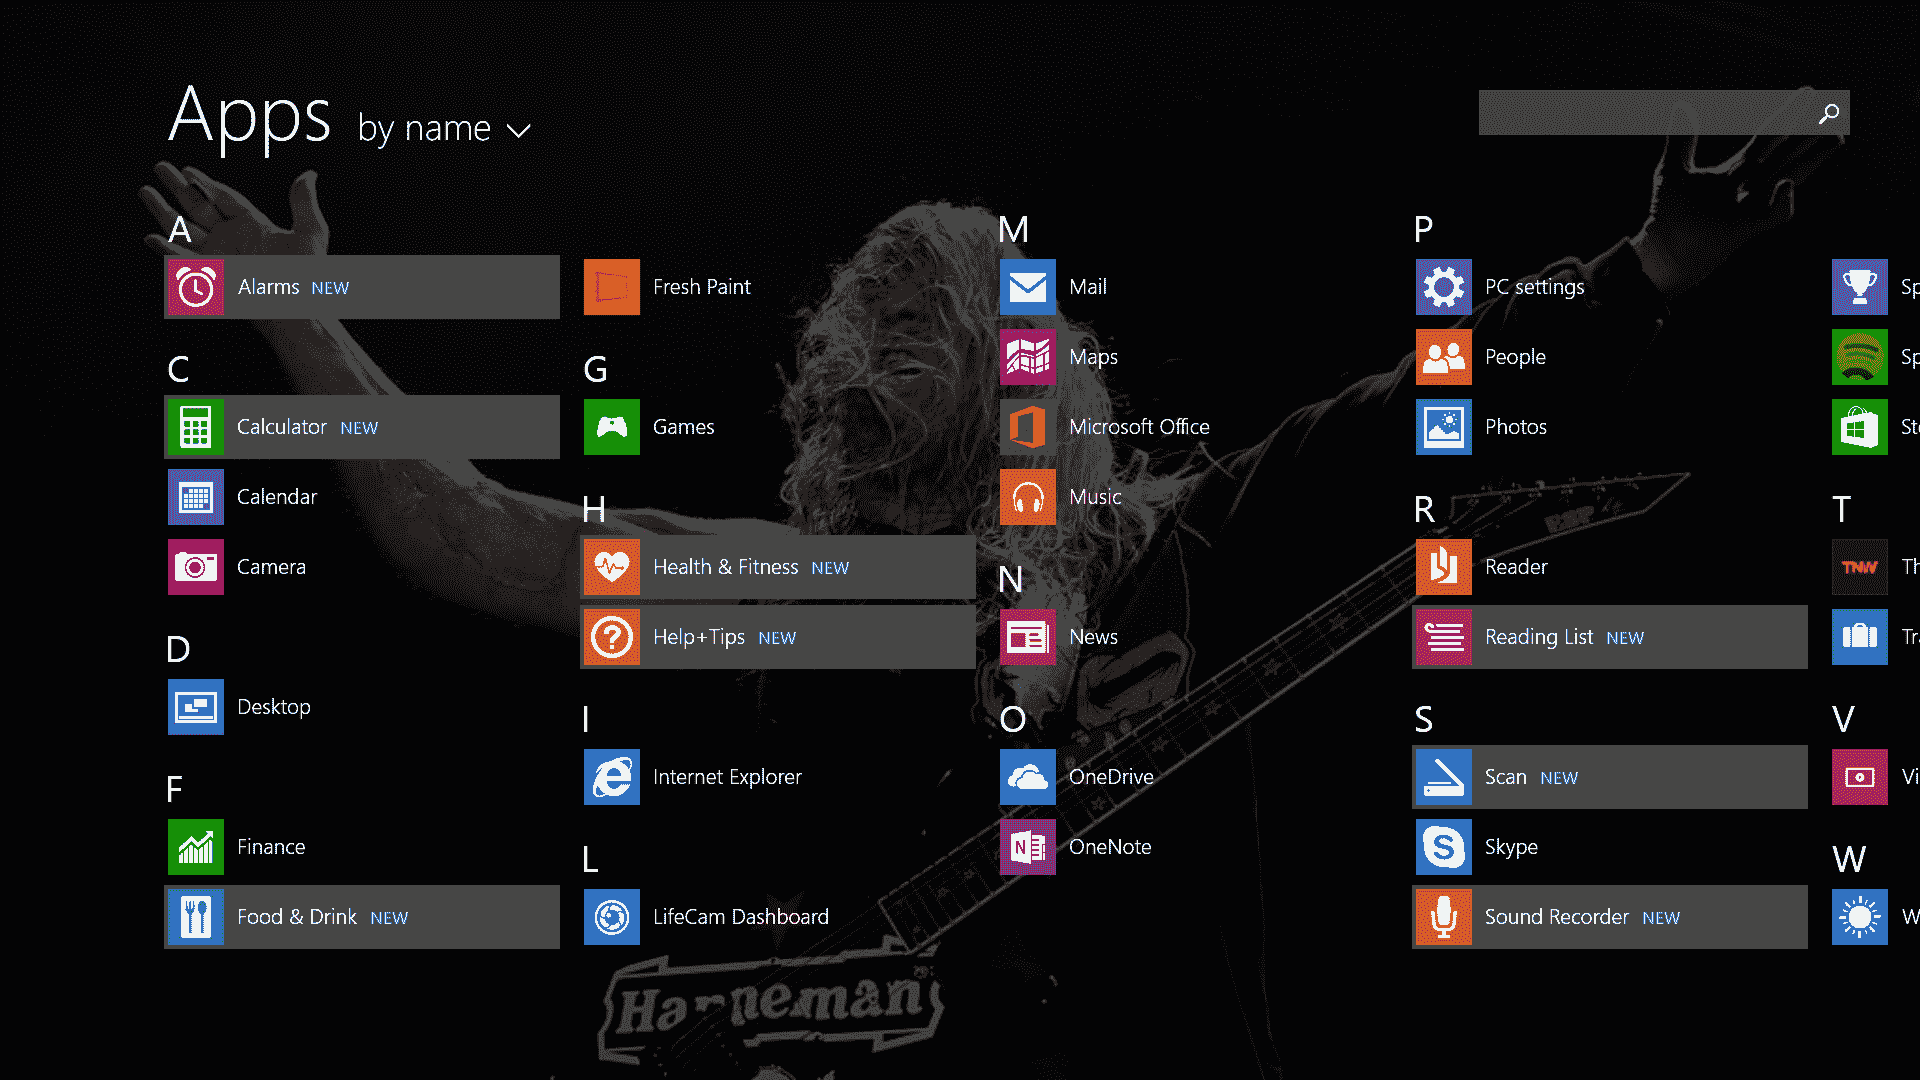 Apps by name
A
Alarms NEW
C
Calculator NEW
Calendar
Camera
D
Desktop
F
Finance
Food & Drink NEW
Fresh Paint
G
Games
H
Health & Fitness NEW
Help+Tips NEW
I
Internet Explorer
L
LifeCam Dashboard
M
Mail
Maps
Microsoft Office
Music
N
News
O
OneDrive
N
OneNote
P
PC settings
People
Photos
R
Reader
Reading List NEW
S
Scan NEW
S
Skype
Sound Recorder NEW
Sp
Sp
Sto
T
TNW
Th
Tra
V
Vi
W
W
Hanneman